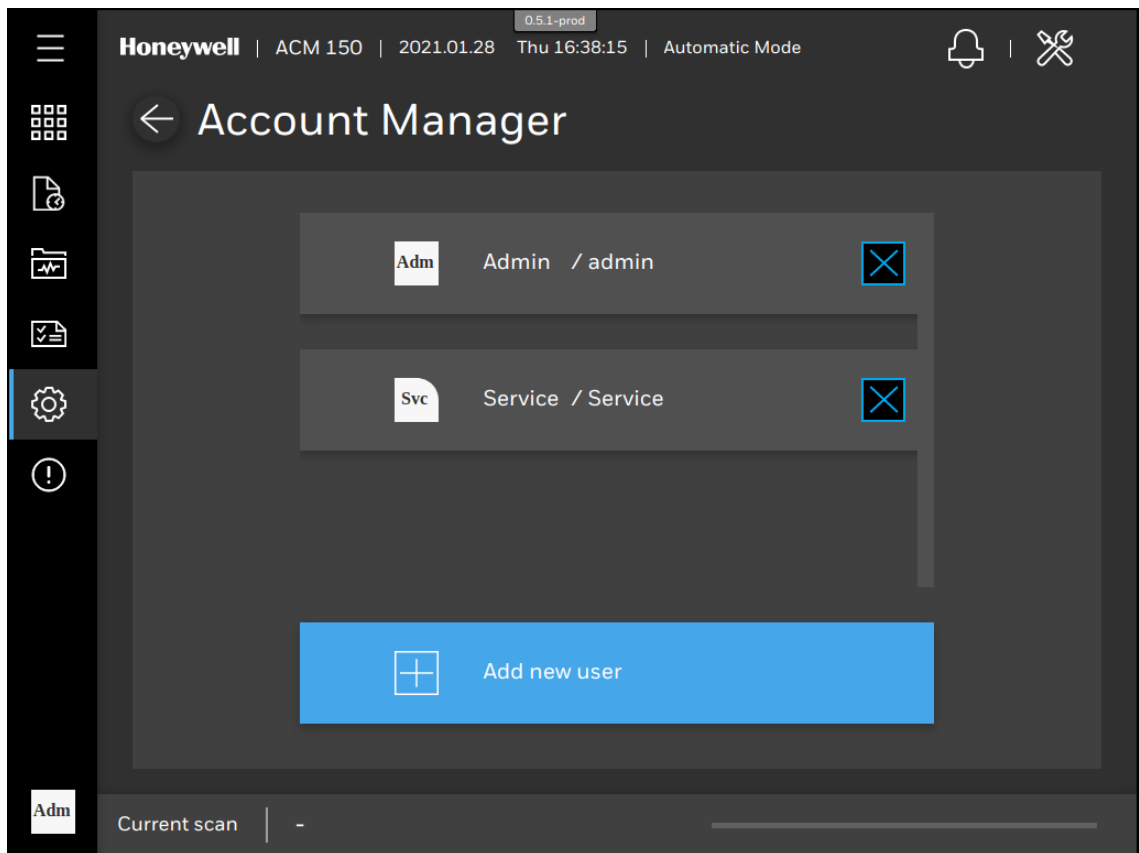 0.5.1-prod
Honeywell | ACM 150 | 2021.01.28 Thu 16:38:15 | Automatic Mode
Account Manager
Adm Admin / admin
Svc Service / Service
Add new user
Adm
Current scan | -